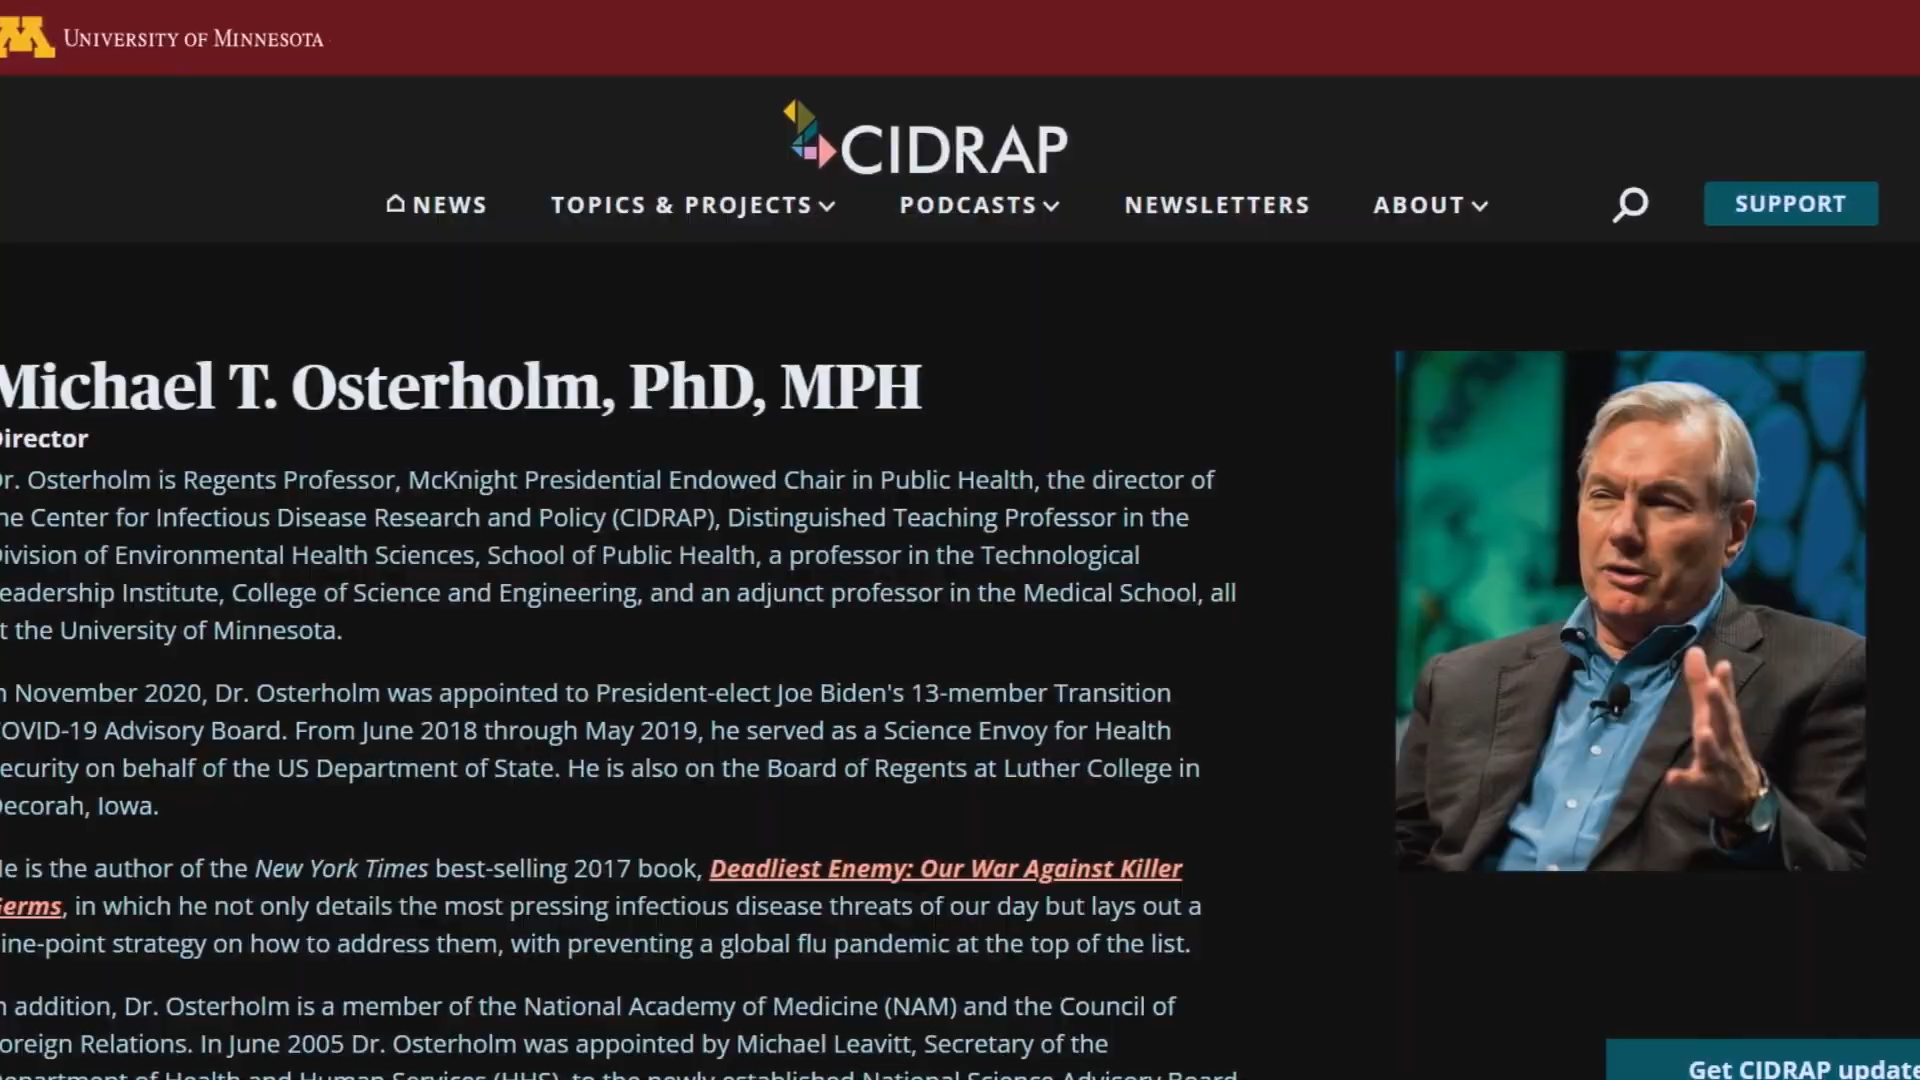 UNIVERSITY OF MINNESOTA
CIDRAP
NEWS TOPICS & PROJECTS PODCASTS NEWSLETTERS ABOUT SUPPORT
Michael T. Osterholm, PhD, MPH
Director
Dr. Osterholm is Regents Professor, McKnight Presidential Endowed Chair in Public Health, the director of
the Center for Infectious Disease Research and Policy (CIDRAP), Distinguished Teaching Professor in the
Division of Environmental Health Sciences, School of Public Health, a professor in the Technological
Leadership Institute, College of Science and Engineering, and an adjunct professor in the Medical School, all
at the University of Minnesota.
In November 2020, Dr. Osterholm was appointed to President-elect Joe Biden's 13-member Transition
COVID-19 Advisory Board. From June 2018 through May 2019, he served as a Science Envoy for Health
Security on behalf of the US Department of State. He is also on the Board of Regents at Luther College in
Decorah, Iowa.
He is the author of the New York Times best-selling 2017 book, Deadliest Enemy: Our War Against Killer
Germs, in which he not only details the most pressing infectious disease threats of our day but lays out a
nine-point strategy on how to address them, with preventing a global flu pandemic at the top of the list.
In addition, Dr. Osterholm is a member of the National Academy of Medicine (NAM) and the Council of
Foreign Relations. In June 2005 Dr. Osterholm was appointed by Michael Leavitt, Secretary of the
Department of Health and Human Services (HHS), to the newly established National Science Advisory Board
Get CIDRAP update